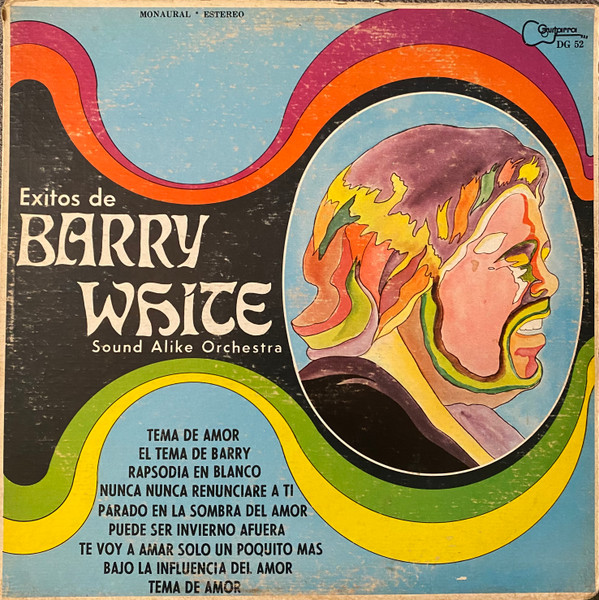 MONAURAL • ESTEREO
Guitarra
DG 52
Exitos de
BARRY
WHITE
Sound Alike Orchestra
TEMA DE AMOR
EL TEMA DE BARRY
RAPSODIA EN BLANCO
NUNCA NUNCA RENUNCIARE A TI
PARADO EN LA SOMBRA DEL AMOR
PUEDE SER INVIERNO AFUERA
TE VOY A AMAR SOLO UN POQUITO MAS
BAJO LA INFLUENCIA DEL AMOR
TEMA DE AMOR